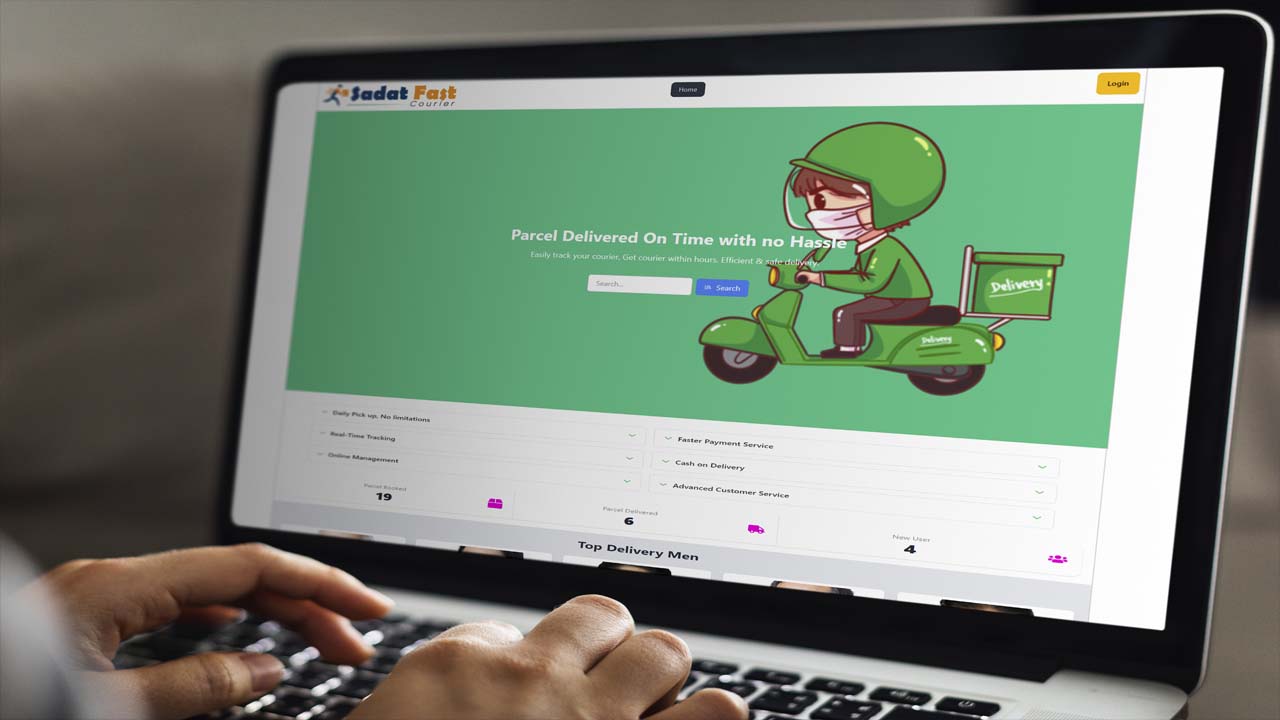 Sadat Fast
Courier
Home
Login
Parcel Delivered On Time with no Hassle
Easily track your courier, Get courier within hours. Efficient & safe delivery.
Search...
Search
Delivery
Delivery
Daily Pick up, No limitations
Real-Time Tracking
Online Management
Faster Payment Service
Cash on Delivery
Advanced Customer Service
Parcel Booked
19
Parcel Delivered
6
New User
4
Top Delivery Men